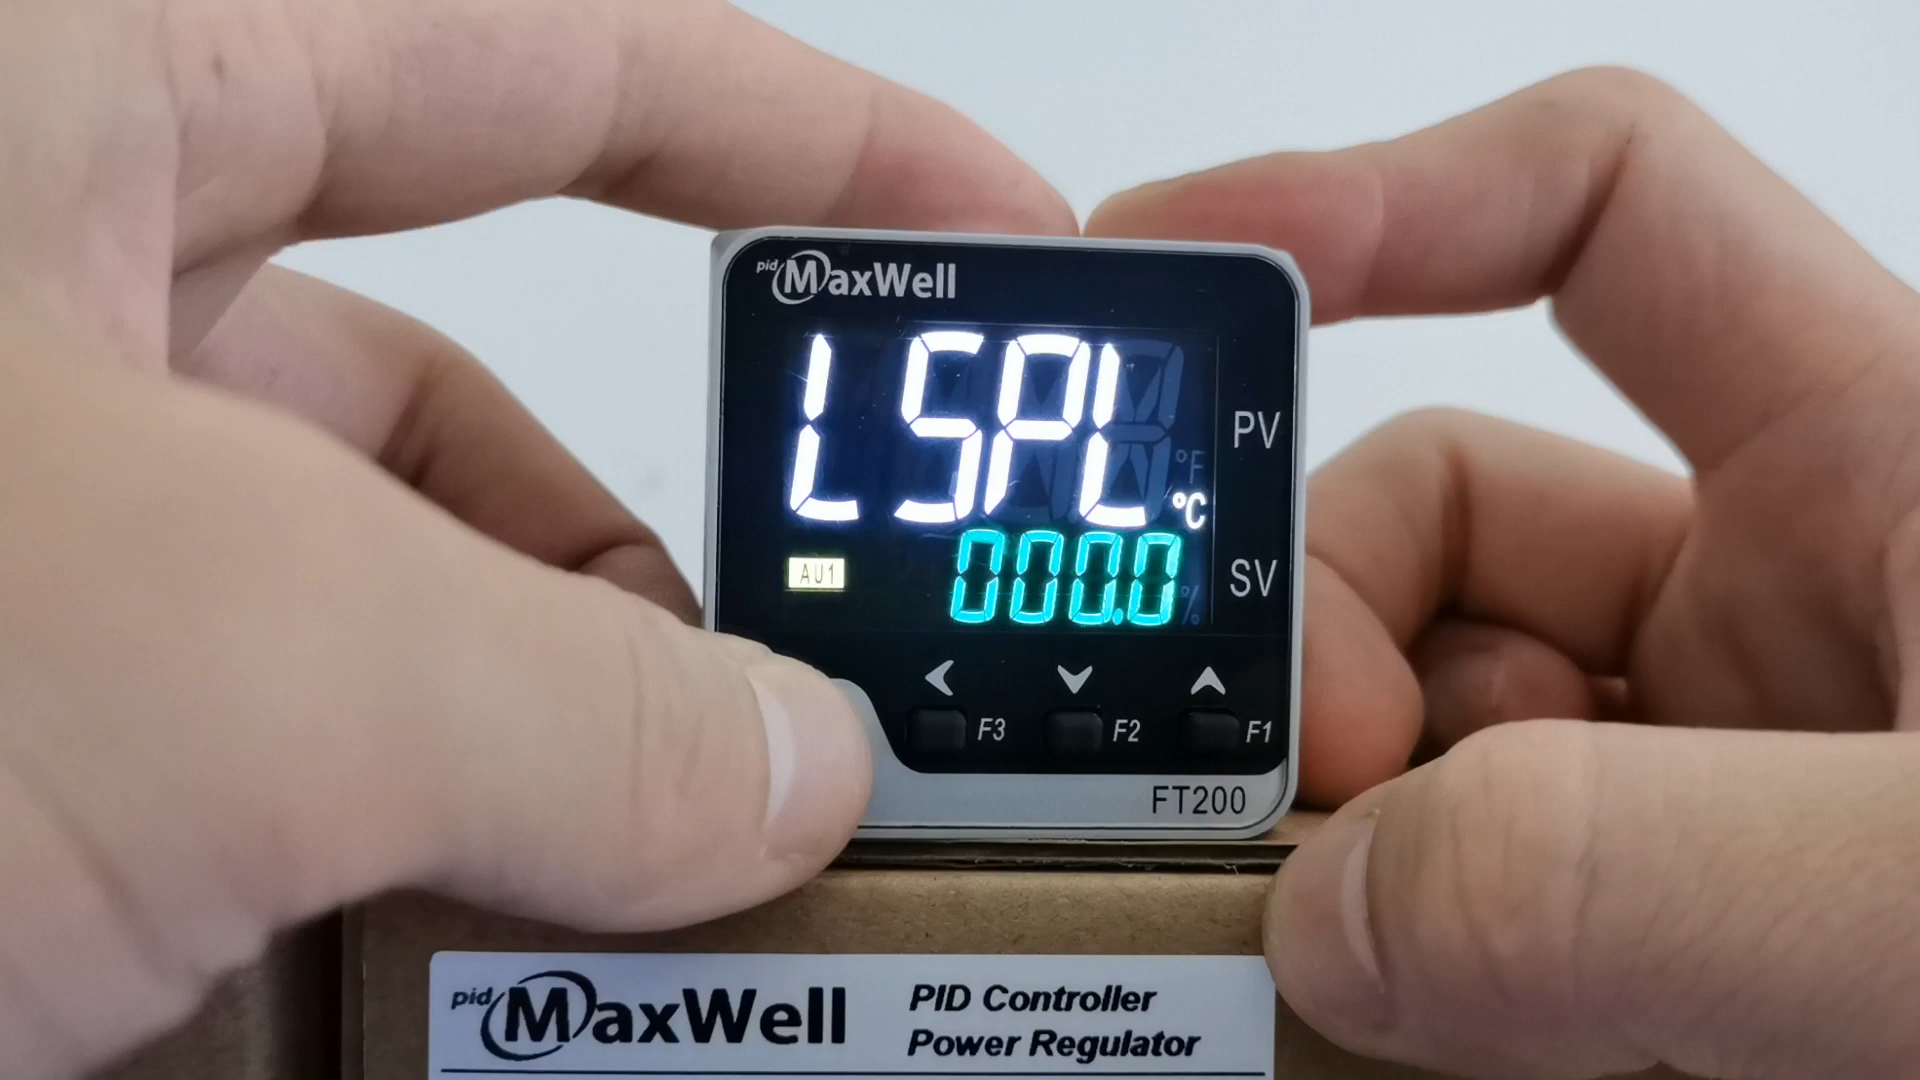 pid MaxWell
LSPL
PV
°F
°C
AU1
000.0
%
SV
F3
F2
F1
FT200
pid MaxWell
PID Controller
Power Regulator